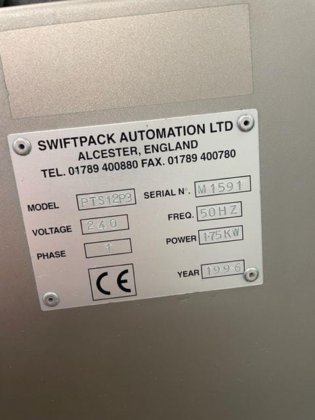 SWIFTPACK AUTOMATION LTD
ALCESTER, ENGLAND
TEL. 01789 400880 FAX. 01789 400780
MODEL PTS12P3 SERIAL Nº. M1591
VOLTAGE 240 FREQ. 50HZ
PHASE 1 POWER 1·75KW
CE YEAR 1996